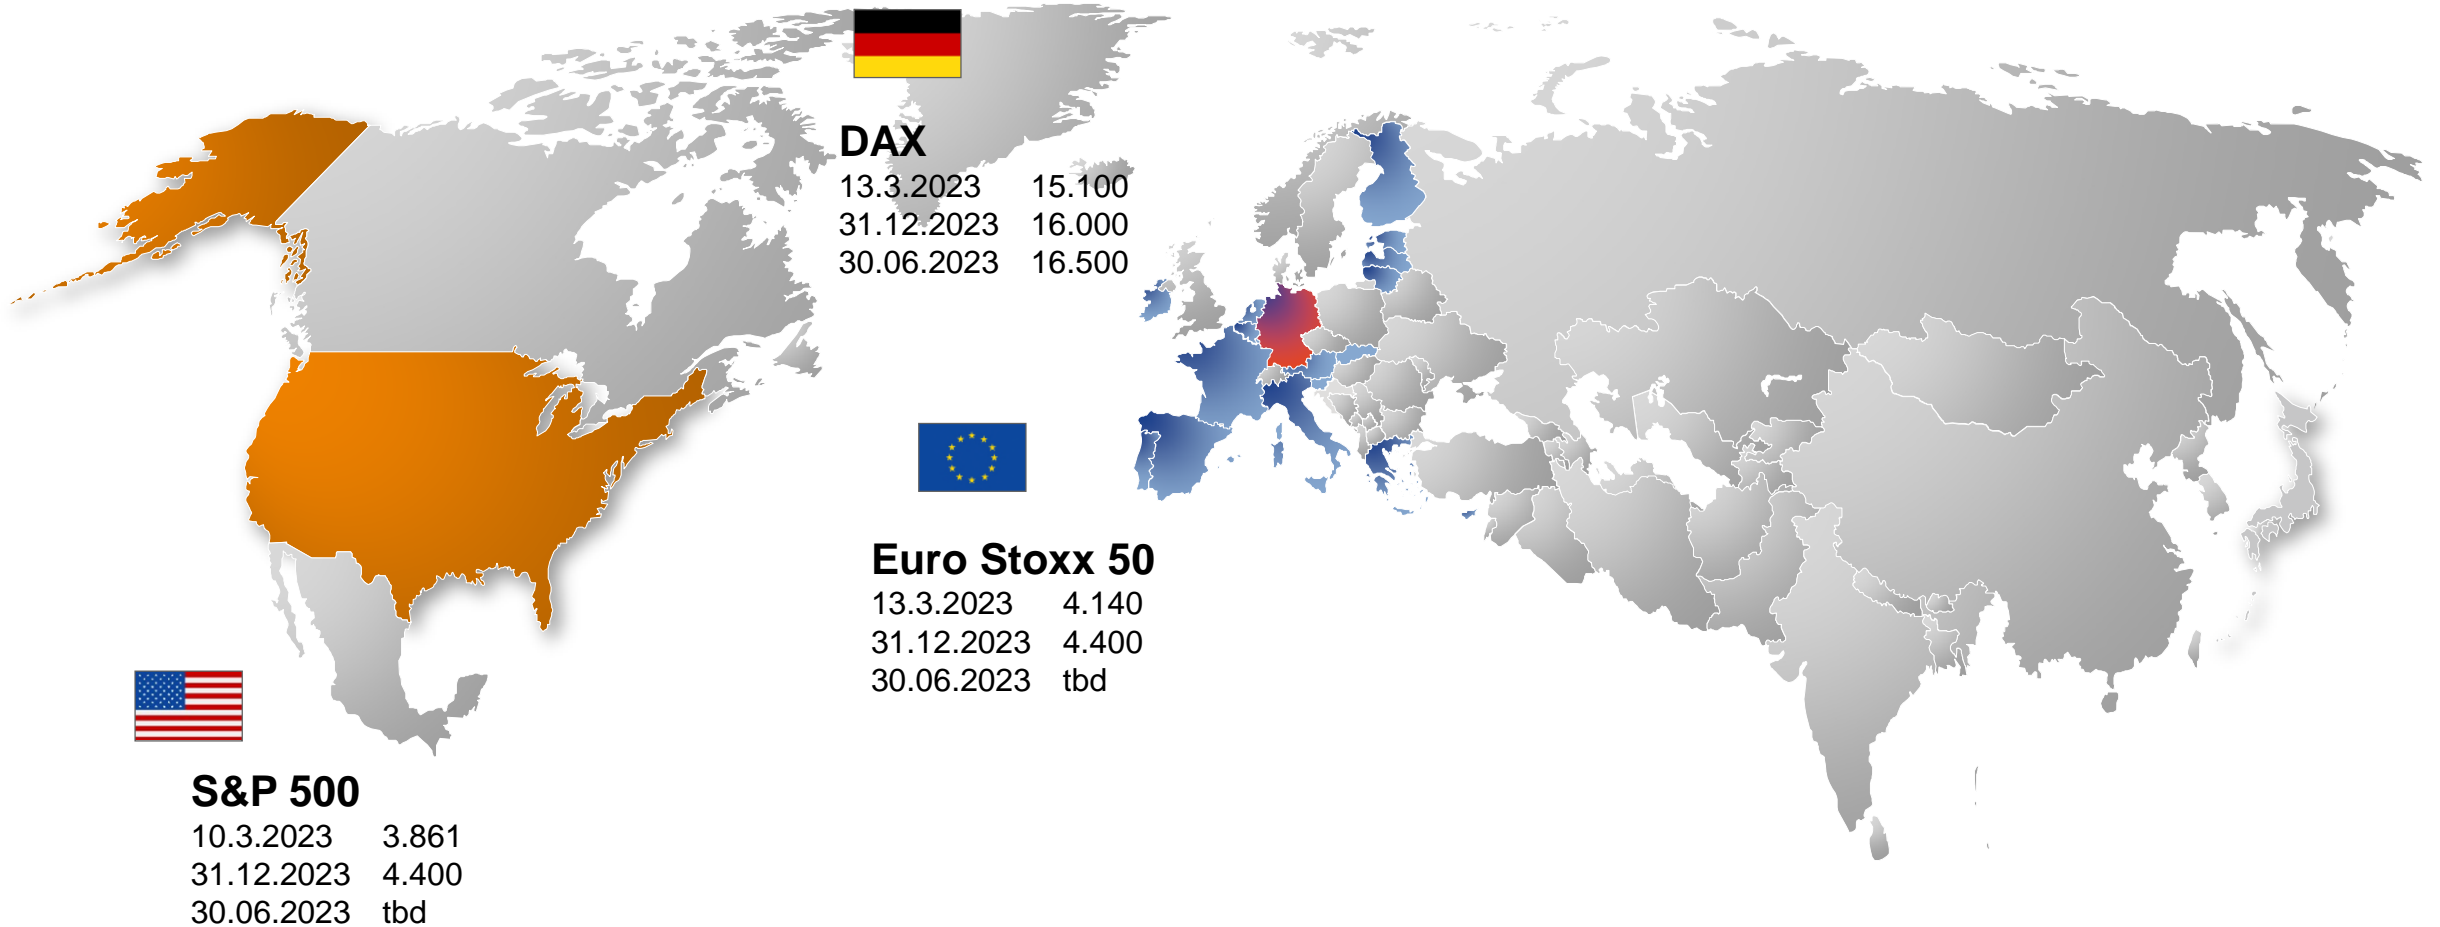 DAX
13.3.2023 15.100
31.12.2023 16.000
30.06.2023 16.500
Euro Stoxx 50
13.3.2023 4.140
31.12.2023 4.400
30.06.2023 tbd
S&P 500
10.3.2023 3.861
31.12.2023 4.400
30.06.2023 tbd